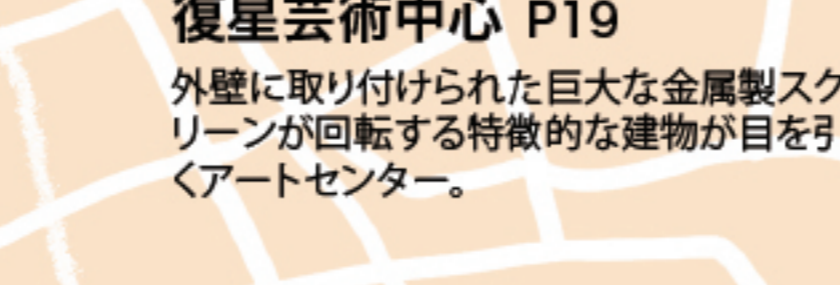 復星芸術中心 P19
外壁に取り付けられた巨大な金属製スク
リーンが回転する特徴的な建物が目を引
くアートセンター。